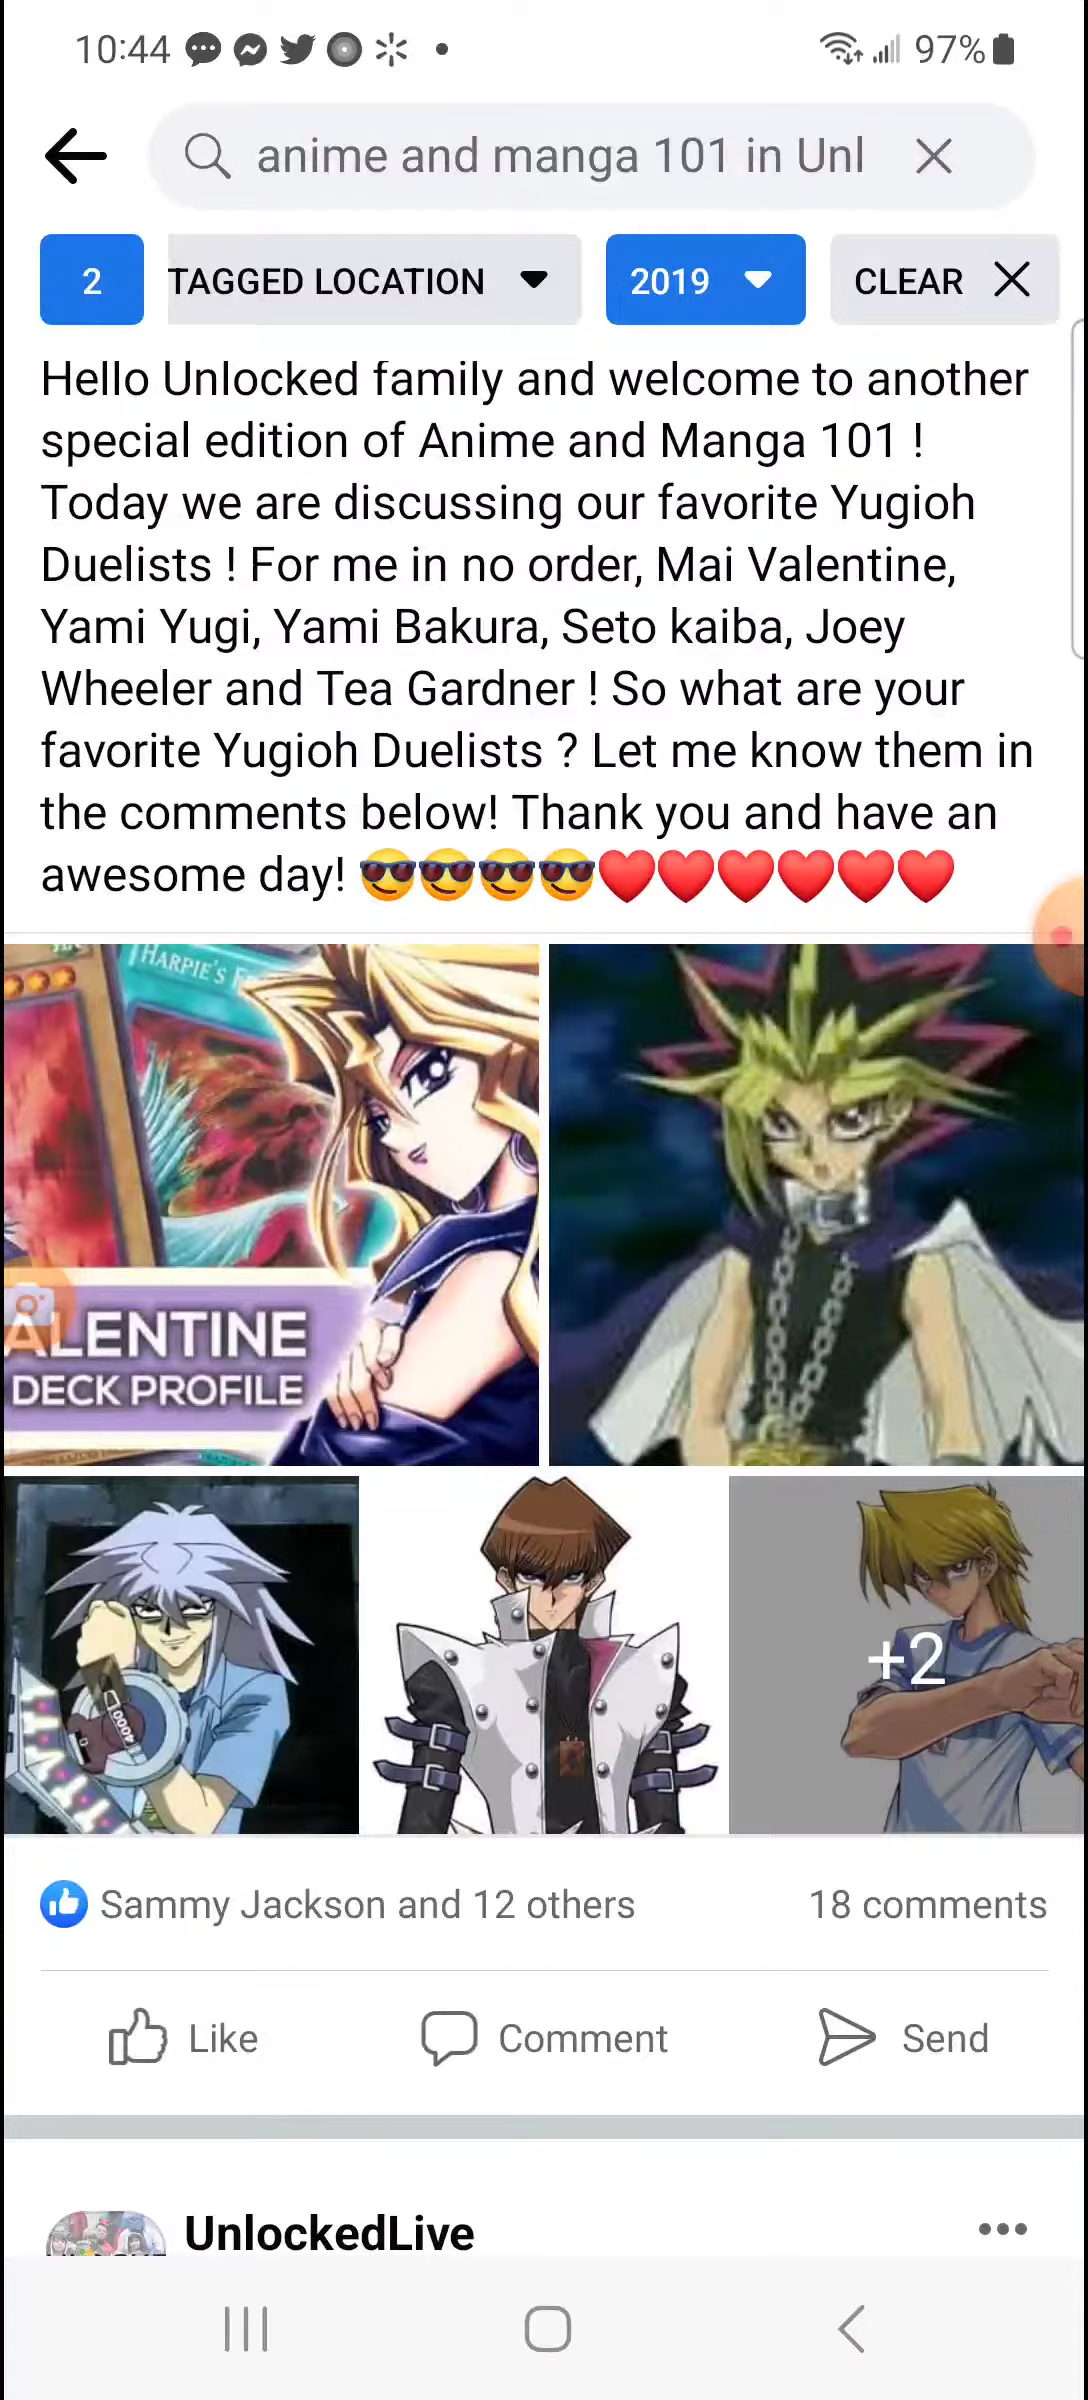 10:44
97%
anime and manga 101 in Unl
2
TAGGED LOCATION
2019
CLEAR
Hello Unlocked family and welcome to another
special edition of Anime and Manga 101 !
Today we are discussing our favorite Yugioh
Duelists ! For me in no order, Mai Valentine,
Yami Yugi, Yami Bakura, Seto kaiba, Joey
Wheeler and Tea Gardner ! So what are your
favorite Yugioh Duelists ? Let me know them in
the comments below! Thank you and have an
awesome day! 😎😎😎😎❤️❤️❤️❤️❤️❤️
HARPIE'S F
ALENTINE
DECK PROFILE
4000
+2
Sammy Jackson and 12 others
18 comments
Like
Comment
Send
UnlockedLive